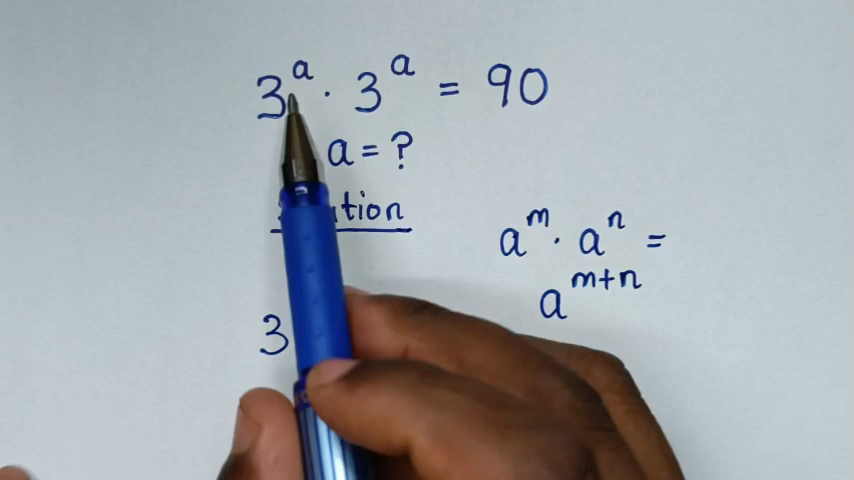 3^a · 3^a = 90
a = ?
a^m · a^n =
a^{m+n}
3